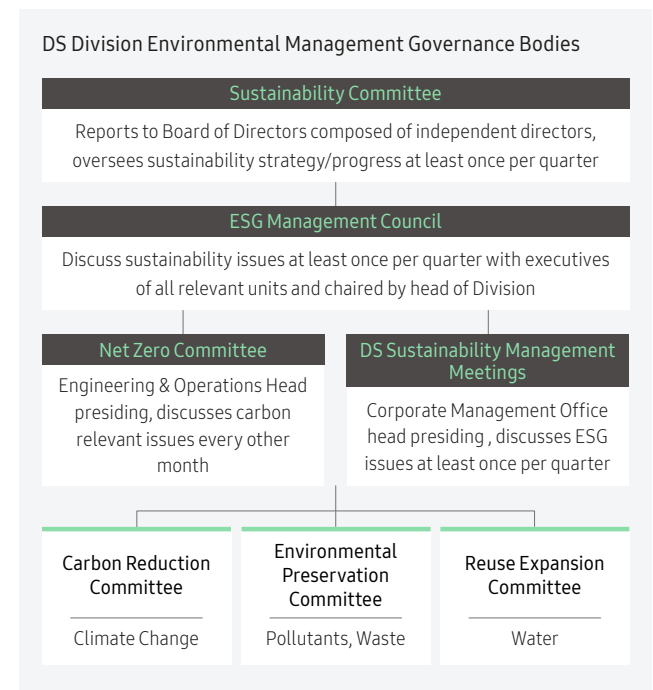 DS Division Environmental Management Governance Bodies
Sustainability Committee
Reports to Board of Directors composed of independent directors,
oversees sustainability strategy/progress at least once per quarter
ESG Management Council
Discuss sustainability issues at least once per quarter with executives
of all relevant units and chaired by head of Division
Net Zero Committee
Engineering & Operations Head
presiding, discusses carbon
relevant issues every other
month
DS Sustainability Management
Meetings
Corporate Management Office
head presiding , discusses ESG
issues at least once per quarter
Carbon Reduction
Committee
Climate Change
Environmental
Preservation
Committee
Pollutants, Waste
Reuse Expansion
Committee
Water